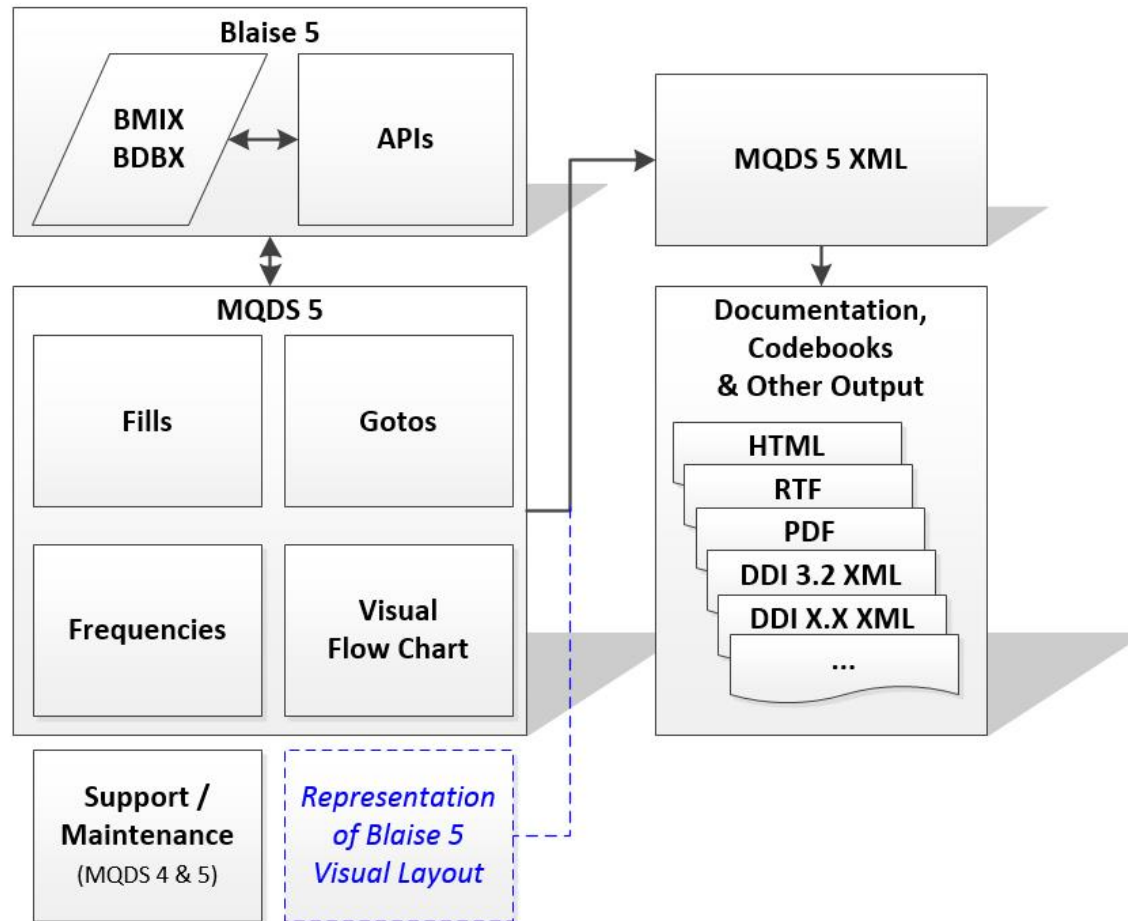 Blaise 5
BMIX
BDBX
APIs
MQDS 5 XML
MQDS 5
Fills
Gotos
Frequencies
Visual
Flow Chart
Documentation,
Codebooks
& Other Output
HTML
RTF
PDF
DDI 3.2 XML
DDI X.X XML
...
Support /
Maintenance
(MQDS 4 & 5)
Representation
of Blaise 5
Visual Layout